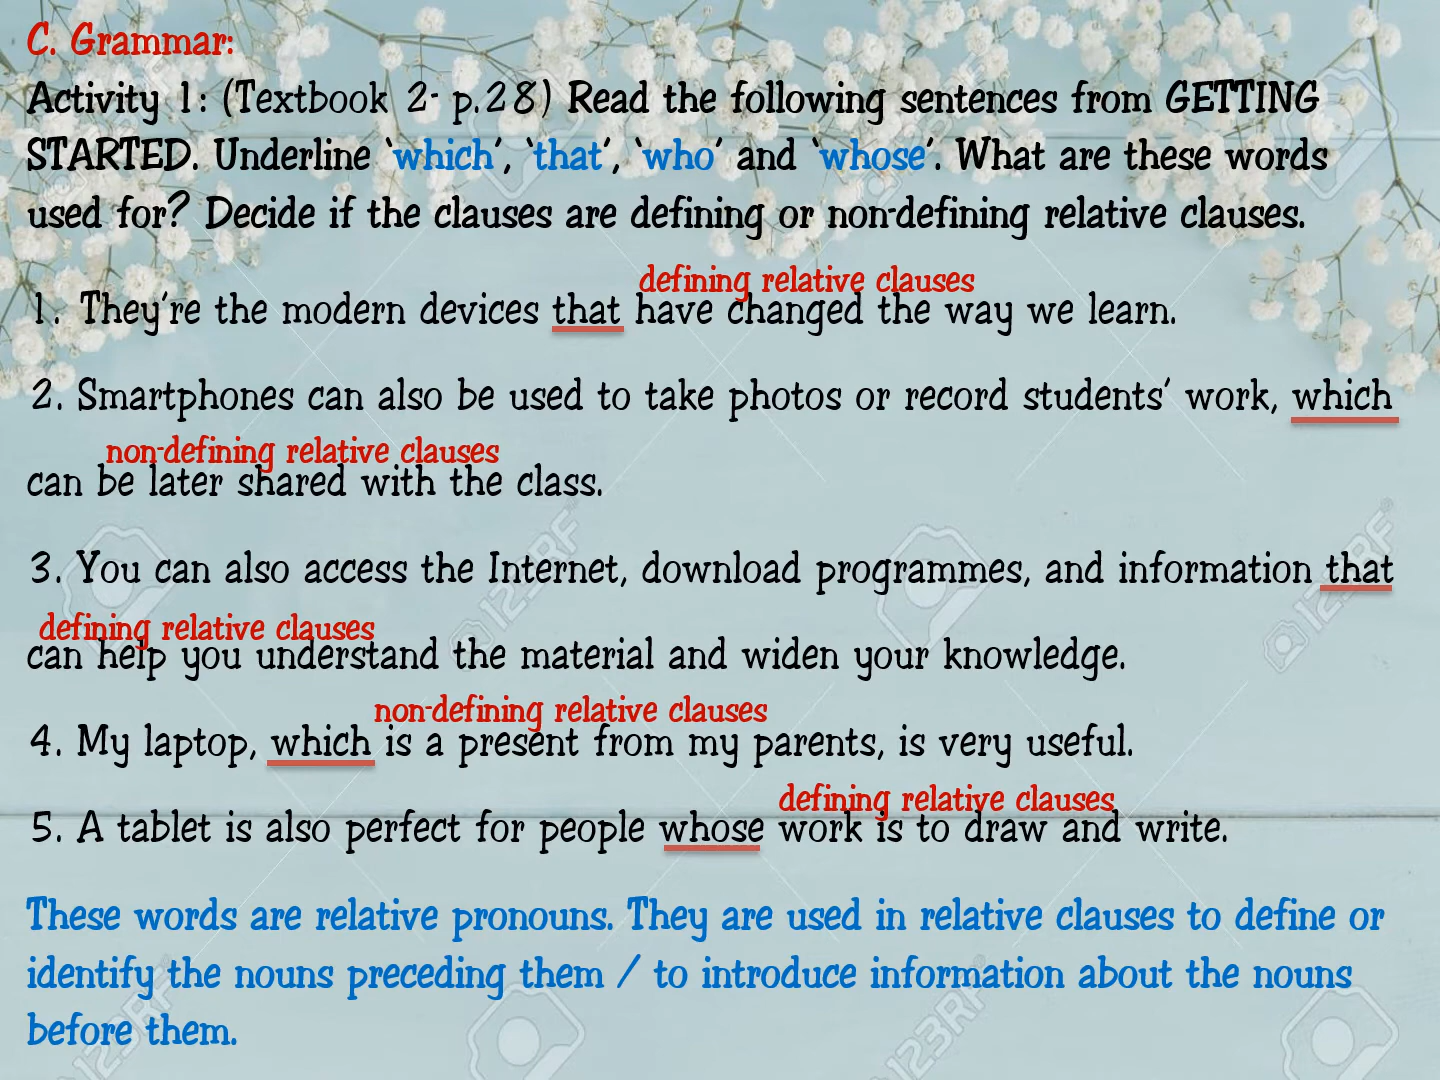 C. Grammar:
Activity 1: (Textbook 2- p.28) Read the following sentences from GETTING
STARTED. Underline ‘which’, ‘that’, ‘who’ and ‘whose’. What are these words
used for? Decide if the clauses are defining or non-defining relative clauses.
defining relative clauses
1. They’re the modern devices that have changed the way we learn.
2. Smartphones can also be used to take photos or record students’ work, which
non-defining relative clauses
can be later shared with the class.
3. You can also access the Internet, download programmes, and information that
defining relative clauses
can help you understand the material and widen your knowledge.
non-defining relative clauses
4. My laptop, which is a present from my parents, is very useful.
defining relative clauses
5. A tablet is also perfect for people whose work is to draw and write.
These words are relative pronouns. They are used in relative clauses to define or
identify the nouns preceding them / to introduce information about the nouns
before them.
123RF
123RF
123RF
123RF
123RF